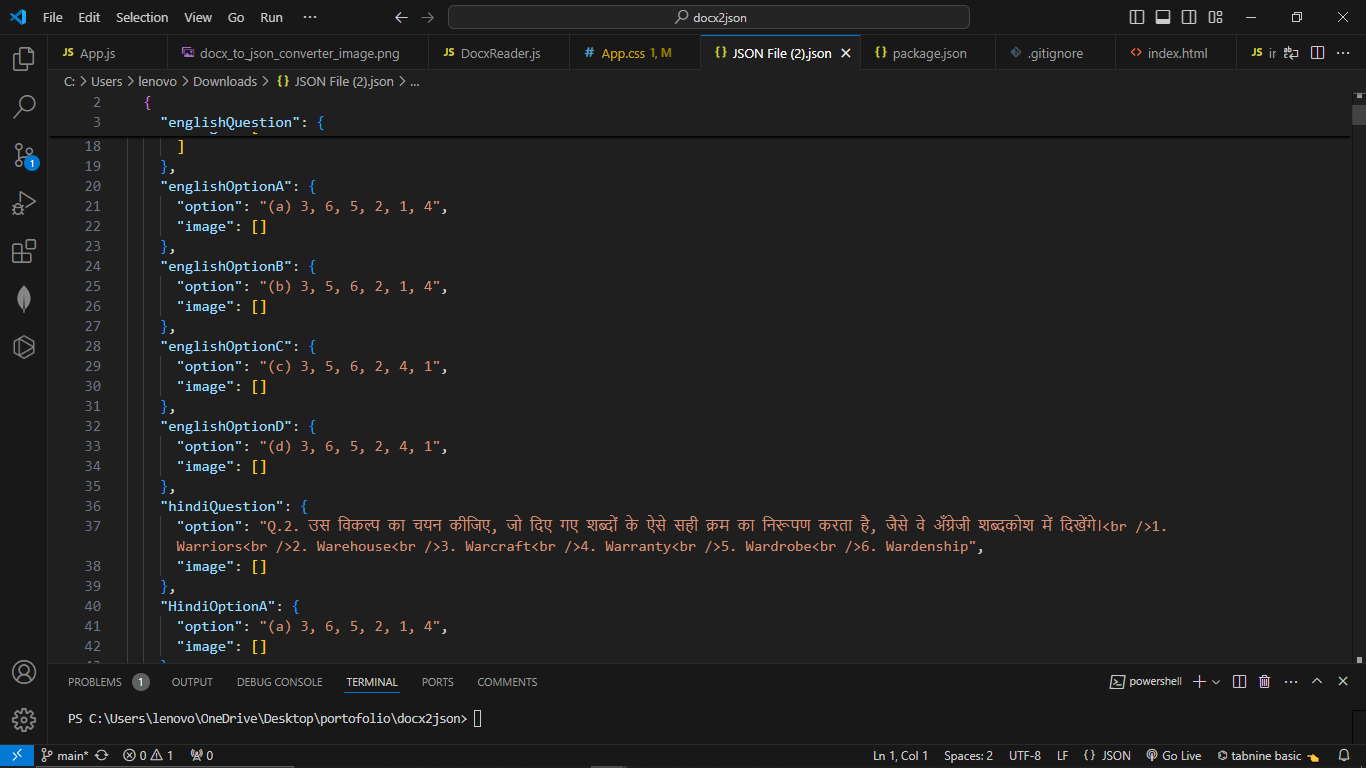 File Edit Selection View Go Run ··· docx2json
App.js docx_to_json_converter_image.png DocxReader.js App.css 1, M JSON File (2).json package.json .gitignore index.html
C: > Users > lenovo > Downloads > {} JSON File (2).json > ...
2 {
3 "englishQuestion": {
18 ]
19 },
20 "englishOptionA": {
21 "option": "(a) 3, 6, 5, 2, 1, 4",
22 "image": []
23 },
24 "englishOptionB": {
25 "option": "(b) 3, 5, 6, 2, 1, 4",
26 "image": []
27 },
28 "englishOptionC": {
29 "option": "(c) 3, 5, 6, 2, 4, 1",
30 "image": []
31 },
32 "englishOptionD": {
33 "option": "(d) 3, 6, 5, 2, 4, 1",
34 "image": []
35 },
36 "hindiQuestion": {
37 "option": "Q.2. उस विकल्प का चयन कीजिए, जो दिए गए शब्दों के ऐसे सही क्रम का निरूपण करता है, जैसे वे अँग्रेजी शब्दकोश में दिखेंगे।<br />1.
Warriors<br />2. Warehouse<br />3. Warcraft<br />4. Warranty<br />5. Wardrobe<br />6. Wardenship",
38 "image": []
39 },
40 "HindiOptionA": {
41 "option": "(a) 3, 6, 5, 2, 1, 4",
42 "image": []
PROBLEMS 1 OUTPUT DEBUG CONSOLE TERMINAL PORTS COMMENTS powershell
PS C:\Users\lenovo\OneDrive\Desktop\portofolio\docx2json>
main* 0 1 0 Ln 1, Col 1 Spaces: 2 UTF-8 LF {} JSON Go Live tabnine basic